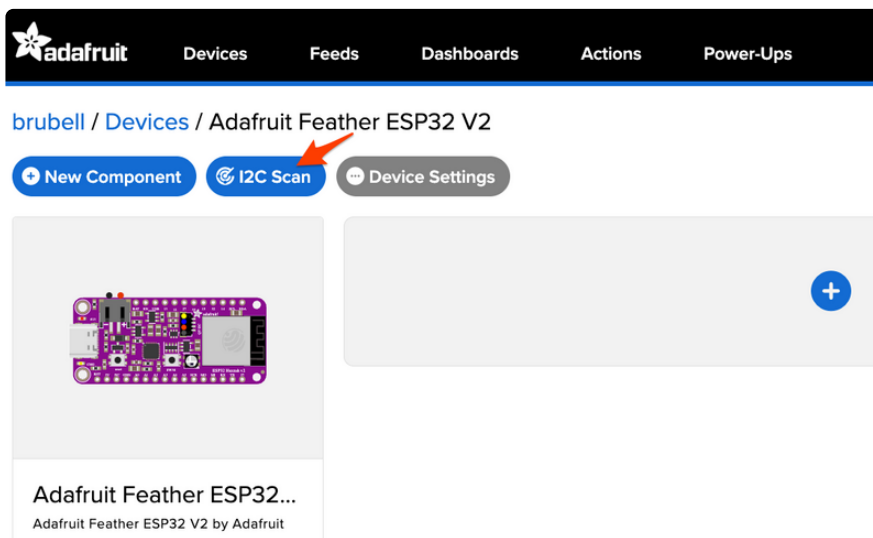 adafruit Devices Feeds Dashboards Actions Power-Ups
brubell / Devices / Adafruit Feather ESP32 V2
New Component I2C Scan Device Settings
Adafruit Feather ESP32...
Adafruit Feather ESP32 V2 by Adafruit